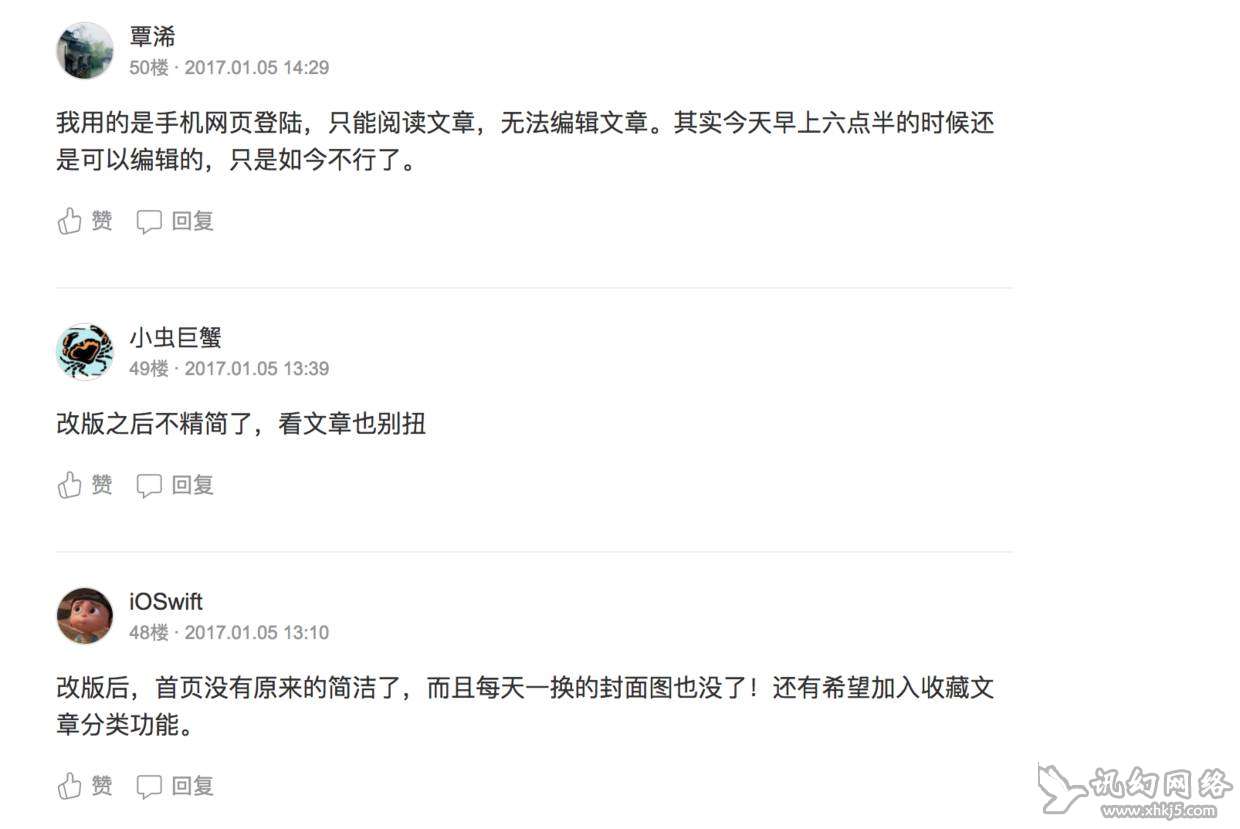 覃浠
50楼 · 2017.01.05 14:29
我用的是手机网页登陆，只能阅读文章，无法编辑文章。其实今天早上六点半的时候还
是可以编辑的，只是如今不行了。
赞 回复
小虫巨蟹
49楼 · 2017.01.05 13:39
改版之后不精简了，看文章也别扭
赞 回复
iOSwift
48楼 · 2017.01.05 13:10
改版后，首页没有原来的简洁了，而且每天一换的封面图也没了！还有希望加入收藏文
章分类功能。
赞 回复
讯幻网络
www.xhkj5.com